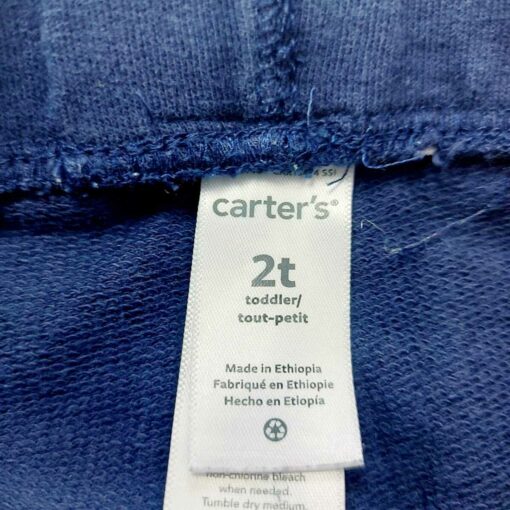 carter's®
2t
toddler/
tout-petit
Made in Ethiopia
Fabriqué en Ethiopie
Hecho en Etiopía
non-chlorine bleach
when needed.
Tumble dry medium.